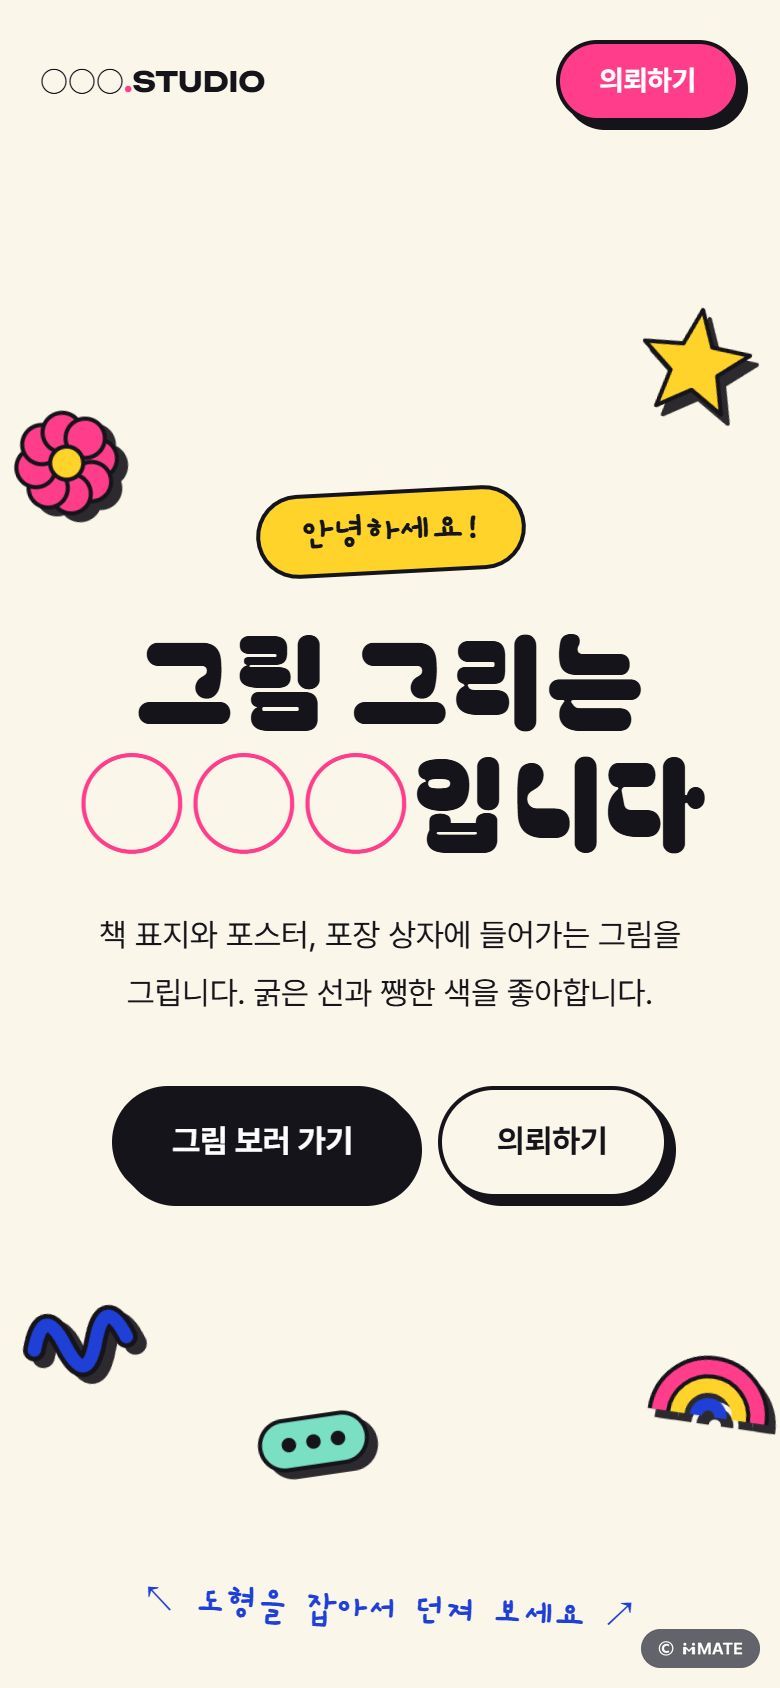 ○○○.STUDIO
의뢰하기
안녕하세요!
그림 그리는
○○○입니다
책 표지와 포스터, 포장 상자에 들어가는 그림을
그립니다. 굵은 선과 쨍한 색을 좋아합니다.
그림 보러 가기
의뢰하기
↖ 도형을 잡아서 던져 보세요 ↗
© MMATE